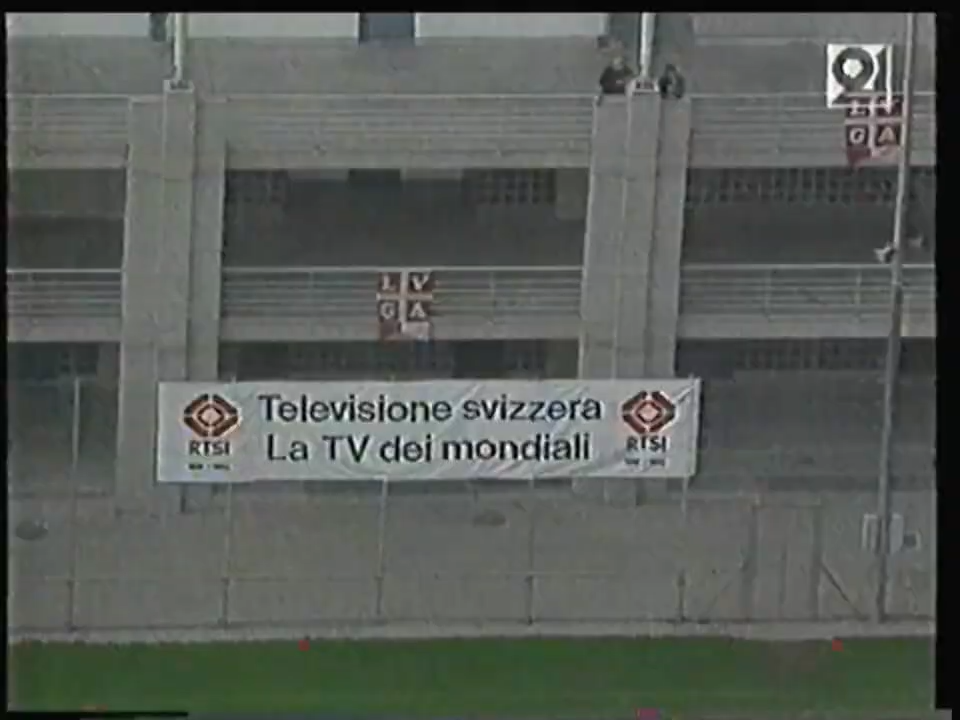 L V
G A
L V
G A
Televisione svizzera
La TV dei mondiali
RTSI
RTSI